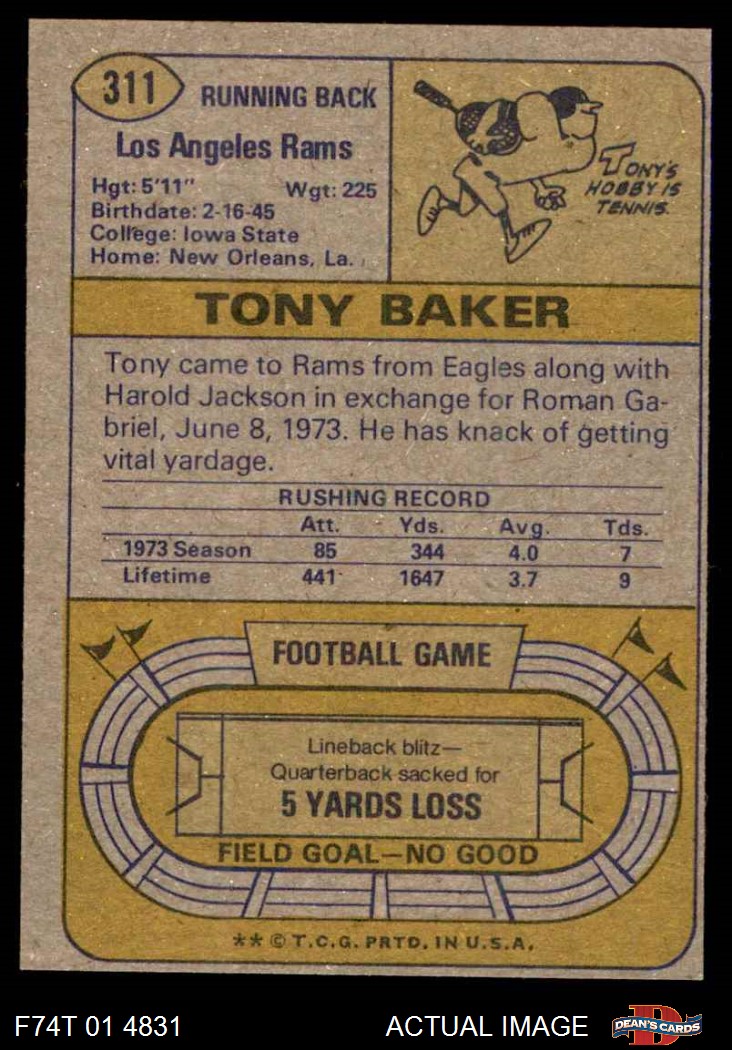 311
RUNNING BACK
Los Angeles Rams
Hgt: 5'11" Wgt: 225
Birthdate: 2-16-45
College: Iowa State
Home: New Orleans, La.
TONY'S
HOBBY IS
TENNIS.
TONY BAKER
Tony came to Rams from Eagles along with
Harold Jackson in exchange for Roman Ga-
briel, June 8, 1973. He has knack of getting
vital yardage.
RUSHING RECORD
Att. Yds. Avg. Tds.
1973 Season 85 344 4.0 7
Lifetime 441 1647 3.7 9
FOOTBALL GAME
Lineback blitz—
Quarterback sacked for
5 YARDS LOSS
FIELD GOAL—NO GOOD
** © T.C.G. PRTD. IN U.S.A.
F74T 01 4831 ACTUAL IMAGE
D
DEAN'S CARDS